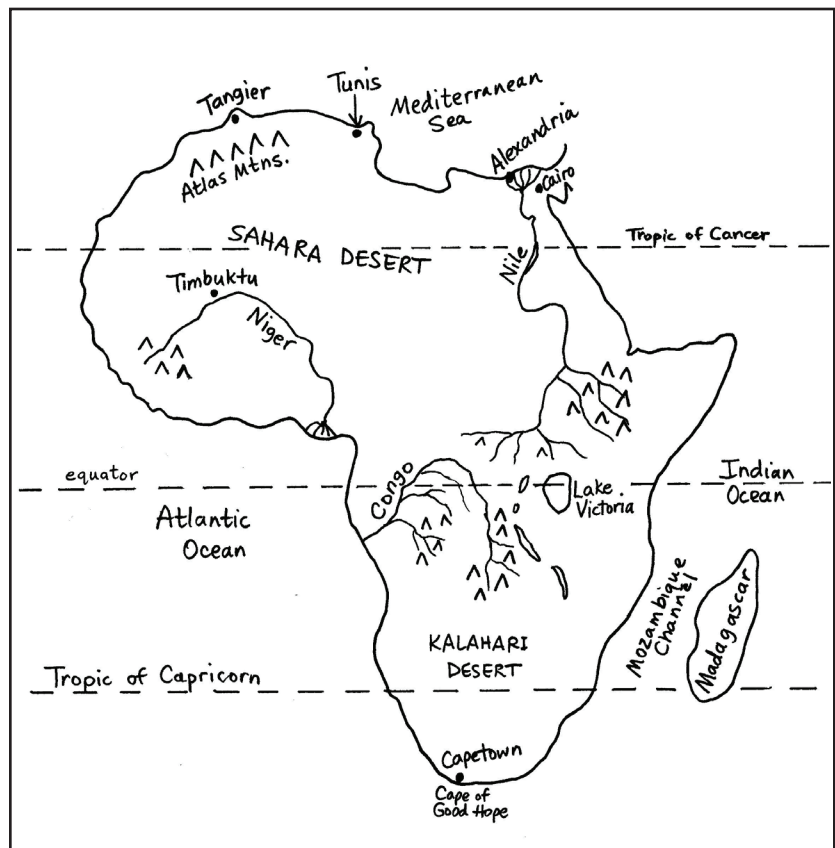 Tunis
Tangier
Mediterranean
Sea
Alexandria
Atlas Mtns.
Cairo
SAHARA DESERT
Tropic of Cancer
Nile
Timbuktu
Niger
equator
Congo
Lake
Victoria
Indian
Ocean
Atlantic
Ocean
Mozambique
Channel
Madagascar
KALAHARI
DESERT
Tropic of Capricorn
Capetown
Cape of
Good Hope